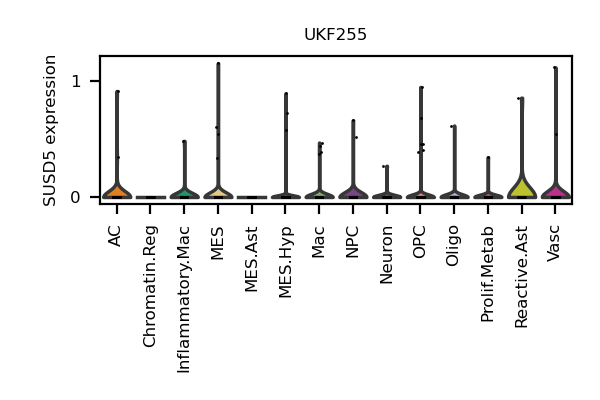 UKF255
SUSD5 expression
1
0
AC
Chromatin.Reg
Inflammatory.Mac
MES
MES.Ast
MES.Hyp
Mac
NPC
Neuron
OPC
Oligo
Prolif.Metab
Reactive.Ast
Vasc